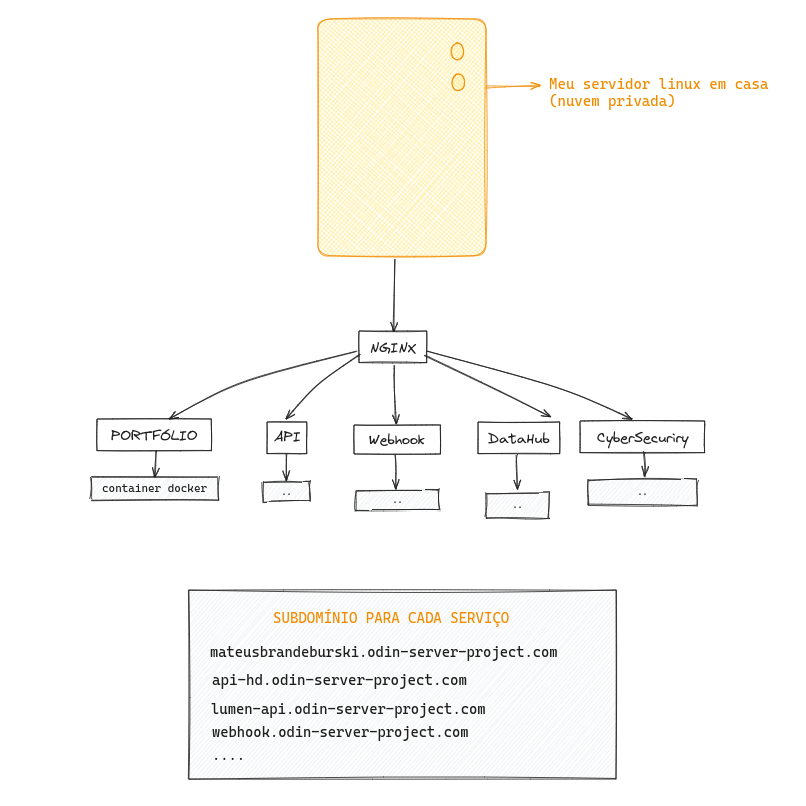 Meu servidor linux em casa
(nuvem privada)
NGINX
PORTFÓLIO
API
Webhook
DataHub
CyberSecuriry
container docker
..
..
..
..
SUBDOMÍNIO PARA CADA SERVIÇO
mateusbrandeburski.odin-server-project.com
api-hd.odin-server-project.com
lumen-api.odin-server-project.com
webhook.odin-server-project.com
....